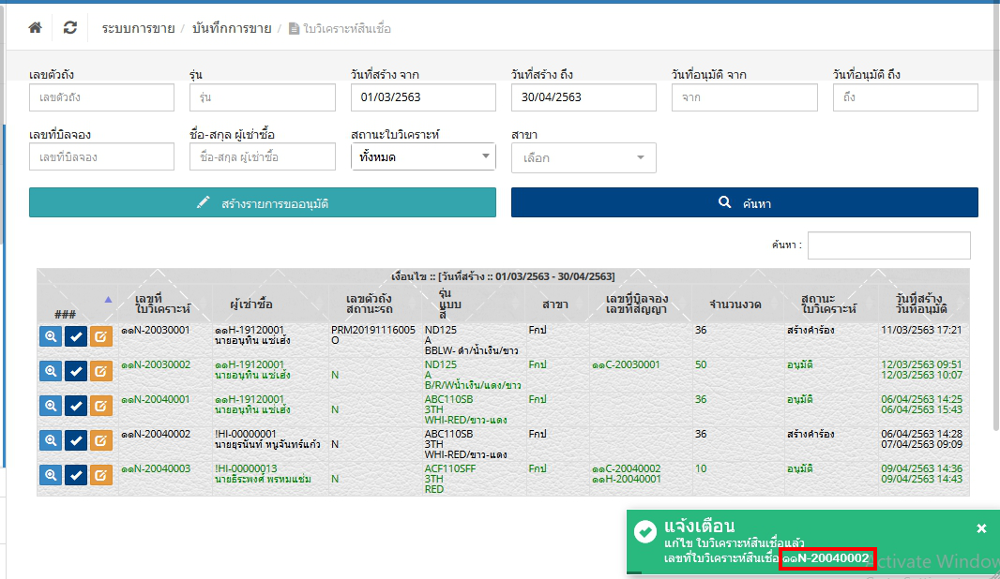 ระบบการขาย / บันทึกการขาย / ใบวิเคราะห์สินเชื่อ
เลขตัวถัง รุ่น วันที่สร้าง จาก วันที่สร้าง ถึง วันที่อนุมัติ จาก วันที่อนุมัติ ถึง
เลขตัวถัง รุ่น 01/03/2563 30/04/2563 จาก ถึง
เลขที่บิลจอง ชื่อ-สกุล ผู้เช่าซื้อ สถานะใบวิเคราะห์ สาขา
เลขที่บิลจอง ชื่อ-สกุล ผู้เช่าซื้อ ทั้งหมด เลือก
สร้างรายการขออนุมัติ ค้นหา
ค้นหา :
เงื่อนไข :: [วันที่สร้าง :: 01/03/2563 - 30/04/2563]
### เลขที่ ใบวิเคราะห์ ผู้เช่าซื้อ เลขตัวถัง สถานะรถ รุ่น แบบ สี สาขา เลขที่บิลจอง เลขที่สัญญา จำนวนงวด สถานะ ใบวิเคราะห์ วันที่สร้าง วันที่อนุมัติ
๑๑N-20030001 ๑๑H-19120001 PRM20191116005 ND125 Fกป 36 สร้างคำร้อง 11/03/2563 17:21
นายอนุทิน แซ่เฮ้ง O A
BBLW- ดำ/น้ำเงิน/ขาว
๑๑N-20030002 ๑๑H-19120001 ND125 Fกป ๑๑C-20030001 50 อนุมัติ 12/03/2563 09:51
นายอนุทิน แซ่เฮ้ง N A 12/03/2563 10:07
B/R/Wน้ำเงิน/แดง/ขาว
๑๑N-20040001 ๑๑H-19120001 ABC110SB Fกป 36 อนุมัติ 06/04/2563 14:25
นายอนุทิน แซ่เฮ้ง N 3TH 06/04/2563 15:43
WHI-RED/ขาว-แดง
๑๑N-20040002 !HI-00000001 ABC110SB Fกป 36 สร้างคำร้อง 06/04/2563 14:28
นายยุรนันท์ หนูจันทร์แก้ว N 3TH 07/04/2563 09:09
WHI-RED/ขาว-แดง
๑๑N-20040003 !HI-00000013 ACF110SFF Fกป ๑๑C-20040002 10 อนุมัติ 09/04/2563 14:36
นายธีระพงศ์ พรหมแช่ม N 3TH ๑๑H-20040001 09/04/2563 14:43
RED
แจ้งเตือน
แก้ไข ใบวิเคราะห์สินเชื่อแล้ว
เลขที่ใบวิเคราะห์สินเชื่อ ๑๑N-20040002
ctivate Window